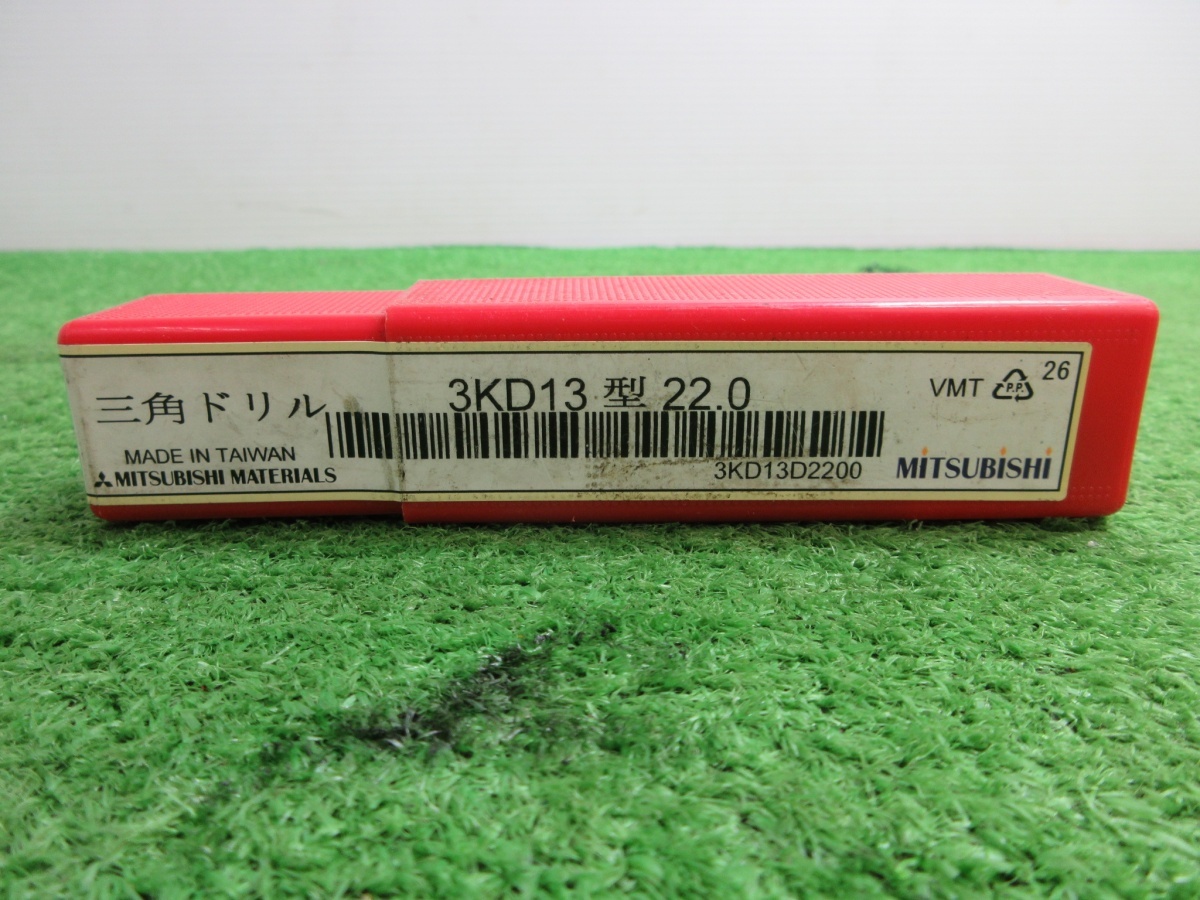 三角ドリル 3KD13 型 22.0 VMT P.P. 26
MADE IN TAIWAN
MITSUBISHI MATERIALS 3KD13D2200 MiTSUBiSHi